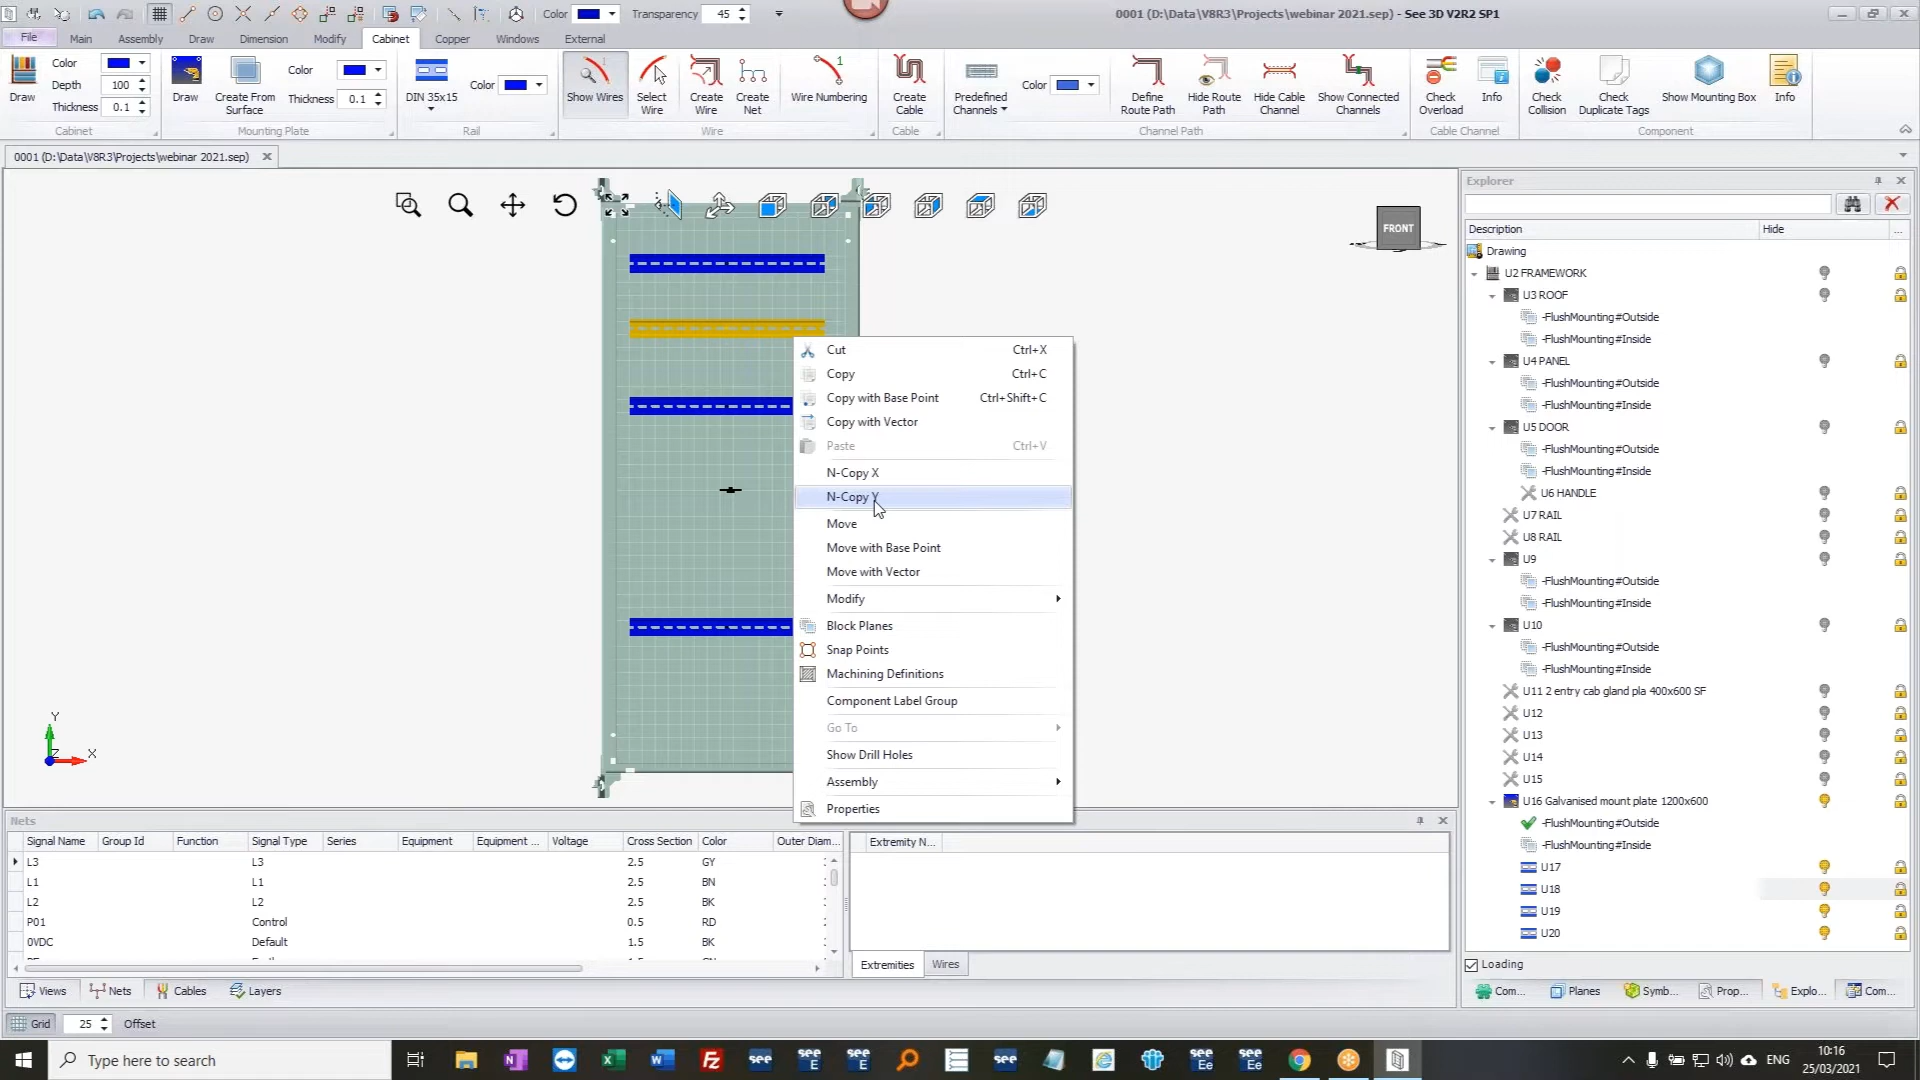 Color
Transparency 45
0001 (D:\Data\V8R3\Projects\webinar 2021.sep) - See 3D V2R2 SP1
File Main Assembly Draw Dimension Modify Cabinet Copper Windows External
Draw
Color
Depth 100
Thickness 0.1
Cabinet
Draw
Create From Surface
Color
Thickness 0.1
Mounting Plate
DIN 35x15
Color
Rail
Show Wires
Select Wire
Create Wire
Create Net
Wire Numbering
Wire
Create Cable
Cable
Predefined Channels
Color
Define Route Path
Hide Route Path
Hide Cable Channel
Show Connected Channels
Channel Path
Check Overload
Info
Cable Channel
Check Collision
Check Duplicate Tags
Show Mounting Box
Info
Component
0001 (D:\Data\V8R3\Projects\webinar 2021.sep)
FRONT
Y
Z
X
Cut Ctrl+X
Copy Ctrl+C
Copy with Base Point Ctrl+Shift+C
Copy with Vector
Paste Ctrl+V
N-Copy X
N-Copy Y
Move
Move with Base Point
Move with Vector
Modify
Block Planes
Snap Points
Machining Definitions
Component Label Group
Go To
Show Drill Holes
Assembly
Properties
Explorer
Description Hide ...
Drawing
U2 FRAMEWORK
U3 ROOF
-FlushMounting#Outside
-FlushMounting#Inside
U4 PANEL
-FlushMounting#Outside
-FlushMounting#Inside
U5 DOOR
-FlushMounting#Outside
-FlushMounting#Inside
U6 HANDLE
U7 RAIL
U8 RAIL
U9
-FlushMounting#Outside
-FlushMounting#Inside
U10
-FlushMounting#Outside
-FlushMounting#Inside
U11 2 entry cab gland pla 400x600 SF
U12
U13
U14
U15
U16 Galvanised mount plate 1200x600
-FlushMounting#Outside
-FlushMounting#Inside
U17
U18
U19
U20
Loading
Com... Planes Symb... Prop... Explo... Com...
Nets
Signal Name Group Id Function Signal Type Series Equipment Equipment ... Voltage Cross Section Color Outer Diam...
L3 L3 2.5 GY
L1 L1 2.5 BN
L2 L2 2.5 BK
P01 Control 0.5 RD
0VDC Default 1.5 BK
Extremity N...
Extremities Wires
Views Nets Cables Layers
Grid 25 Offset
Type here to search
ENG
10:16
25/03/2021